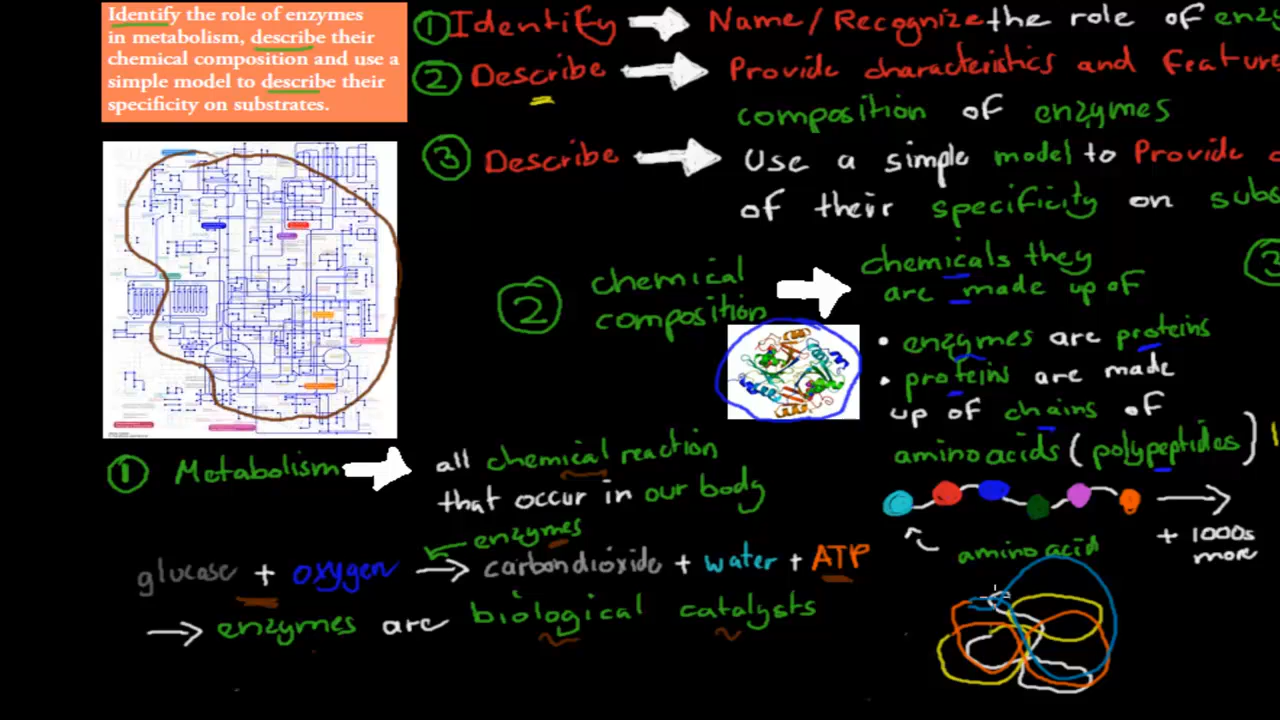 Identify the role of enzymes
in metabolism, describe their
chemical composition and use a
simple model to describe their
specificity on substrates.
① Identify → Name/Recognize the role of enz
② Describe → Provide characteristics and feature
composition of enzymes
③ Describe → Use a simple model to Provide
of their specificity on subs
② chemical composition → chemicals they
are made up of
• enzymes are proteins
• proteins are made
up of chains of
amino acids (polypeptides)
+ 1000s
more
amino acid
③
① Metabolism → all chemical reaction
that occur in our body
enzymes
glucase + oxygen → carbondioxide + water + ATP
→ enzymes are biological catalysts